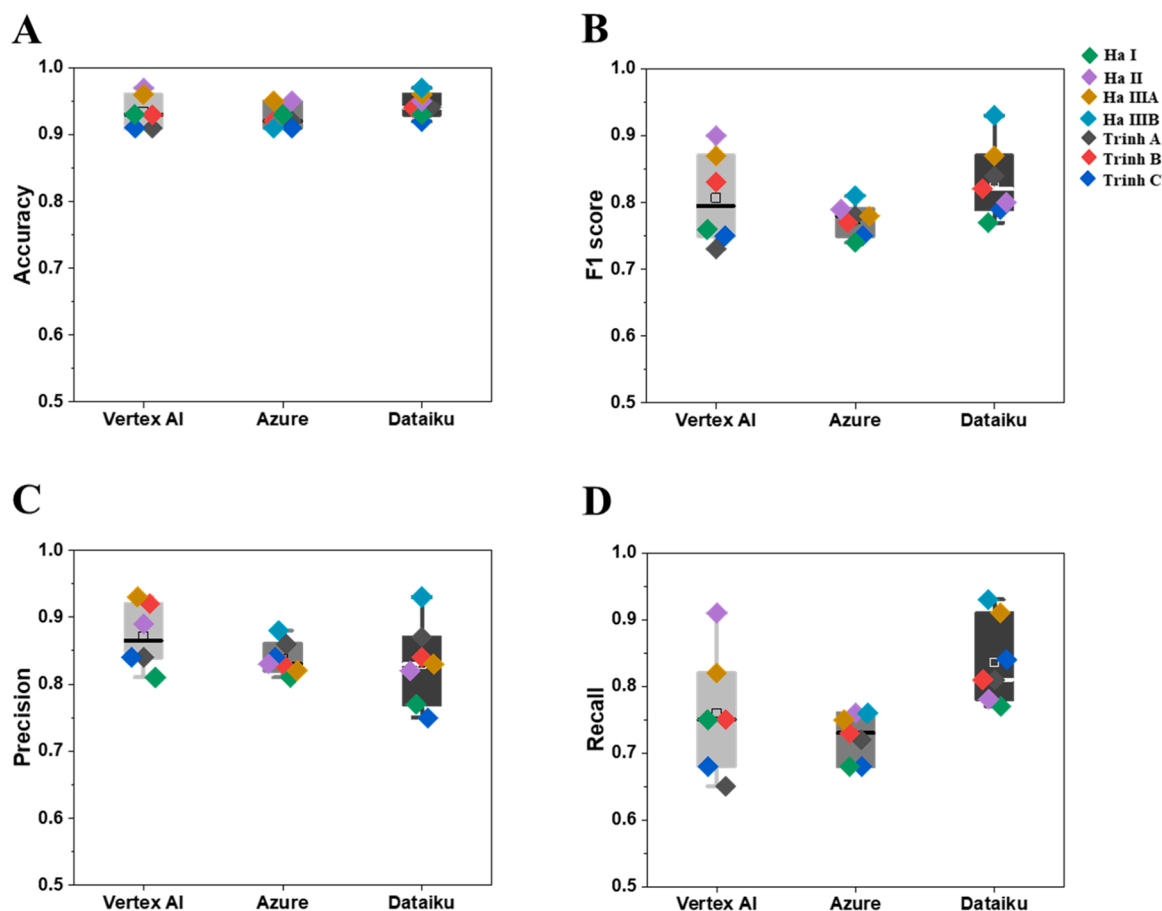 A
B
1.0
0.9
0.8
0.7
0.6
0.5
Accuracy
Vertex AI
Azure
Dataiku
1.0
0.9
0.8
0.7
0.6
0.5
F1 score
Vertex AI
Azure
Dataiku
Ha I
Ha II
Ha IIIA
Ha IIIB
Trinh A
Trinh B
Trinh C
C
D
1.0
0.9
0.8
0.7
0.6
0.5
Precision
Vertex AI
Azure
Dataiku
1.0
0.9
0.8
0.7
0.6
0.5
Recall
Vertex AI
Azure
Dataiku